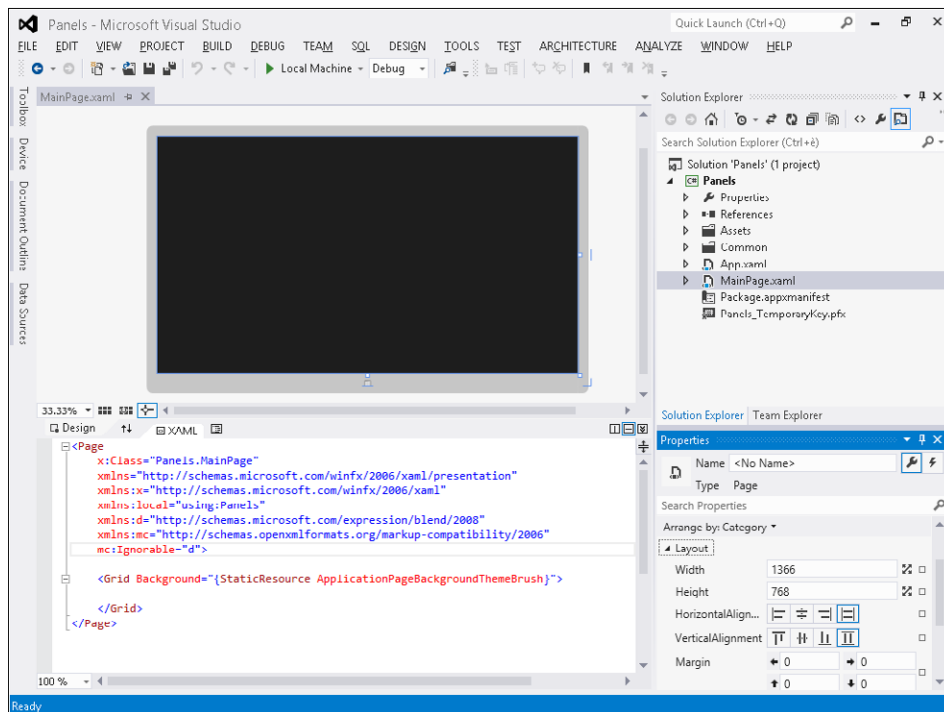 Panels - Microsoft Visual Studio
Quick Launch (Ctrl+Q)
FILE EDIT VIEW PROJECT BUILD DEBUG TEAM SQL DESIGN TOOLS TEST ARCHITECTURE ANALYZE WINDOW HELP
Local Machine Debug
Toolbox
Device
Document Outline
Data Sources
MainPage.xaml
33.33%
Design XAML
<Page
x:Class="Panels.MainPage"
xmlns="http://schemas.microsoft.com/winfx/2006/xaml/presentation"
xmlns:x="http://schemas.microsoft.com/winfx/2006/xaml"
xmlns:local="using:Panels"
xmlns:d="http://schemas.microsoft.com/expression/blend/2008"
xmlns:mc="http://schemas.openxmlformats.org/markup-compatibility/2006"
mc:Ignorable="d">
<Grid Background="{StaticResource ApplicationPageBackgroundThemeBrush}">
</Grid>
</Page>
100 %
Solution Explorer
Search Solution Explorer (Ctrl+è)
Solution 'Panels' (1 project)
C# Panels
Properties
References
Assets
Common
App.xaml
MainPage.xaml
Package.appxmanifest
Panels_TemporaryKey.pfx
Solution Explorer Team Explorer
Properties
Name <No Name>
Type Page
Search Properties
Arrange by: Category
Layout
Width 1366
Height 768
HorizontalAlign...
VerticalAlignment
Margin 0 0
0 0
Ready